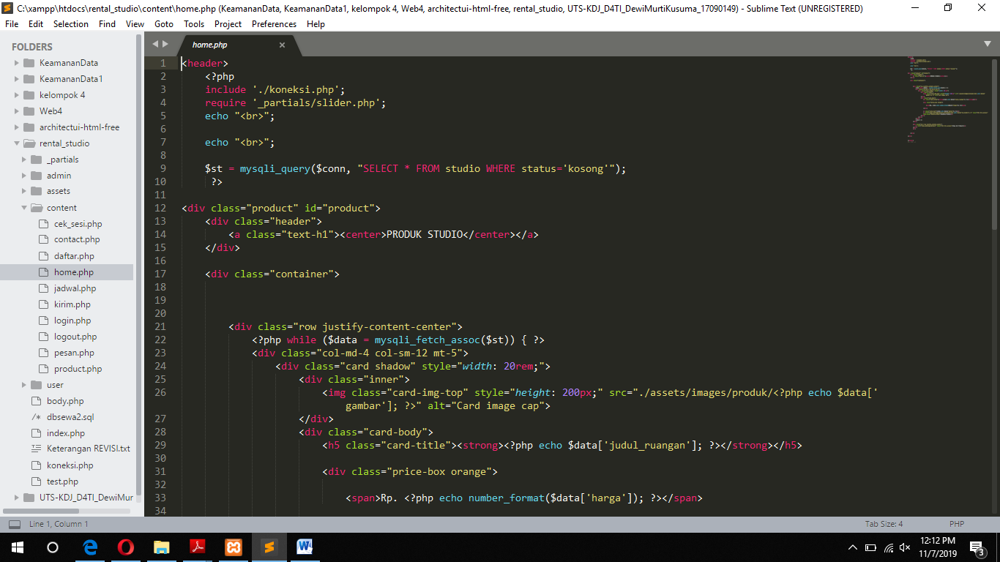 C:\xampp\htdocs\rental_studio\content\home.php (KeamananData, KeamananData1, kelompok 4, Web4, architectui-html-free, rental_studio, UTS-KDJ_D4TI_DewiMurtiKusuma_17090149) - Sublime Text (UNREGISTERED)
File Edit Selection Find View Goto Tools Project Preferences Help
FOLDERS
KeamananData
KeamananData1
kelompok 4
Web4
architectui-html-free
rental_studio
_partials
admin
assets
content
cek_sesi.php
contact.php
daftar.php
home.php
jadwal.php
kirim.php
login.php
logout.php
pesan.php
product.php
user
body.php
dbsewa2.sql
index.php
Keterangan REVISI.txt
koneksi.php
test.php
UTS-KDJ_D4TI_DewiMur
home.php
1 <header>
2 <?php
3 include './koneksi.php';
4 require '_partials/slider.php';
5 echo "<br>";
6
7 echo "<br>";
8
9 $st = mysqli_query($conn, "SELECT * FROM studio WHERE status='kosong'");
10 ?>
11
12 <div class="product" id="product">
13 <div class="header">
14 <a class="text-h1"><center>PRODUK STUDIO</center></a>
15 </div>
16
17 <div class="container">
18
19
20
21 <div class="row justify-content-center">
22 <?php while ($data = mysqli_fetch_assoc($st)) { ?>
23 <div class="col-md-4 col-sm-12 mt-5">
24 <div class="card shadow" style="width: 20rem;">
25 <div class="inner">
26 <img class="card-img-top" style="height: 200px;" src="./assets/images/produk/<?php echo $data['
gambar']; ?>" alt="Card image cap">
27 </div>
28 <div class="card-body">
29 <h5 class="card-title"><strong><?php echo $data['judul_ruangan']; ?></strong></h5>
30
31 <div class="price-box orange">
32
33 <span>Rp. <?php echo number_format($data['harga']); ?></span>
34
Line 1, Column 1
Tab Size: 4
PHP
12:12 PM
11/7/2019
3